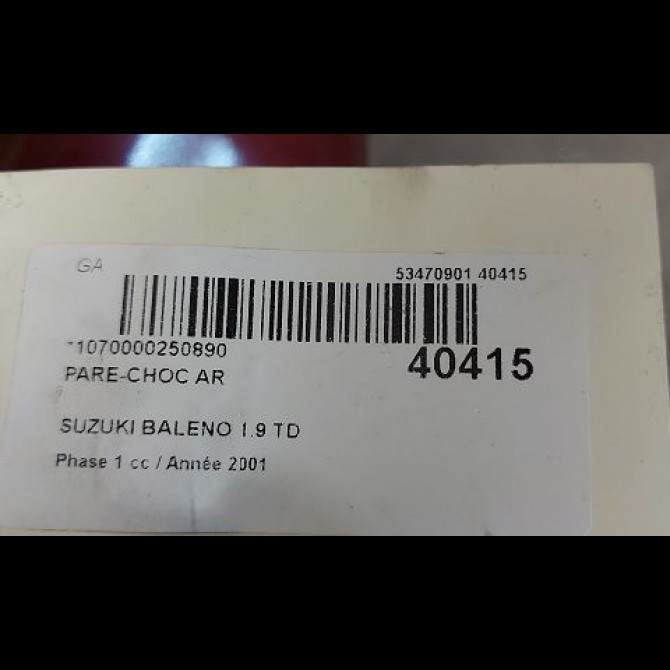 GA
53470901 40415
*1070000250890
40415
PARE-CHOC AR
SUZUKI BALENO 1.9 TD
Phase 1 cc / Année 2001